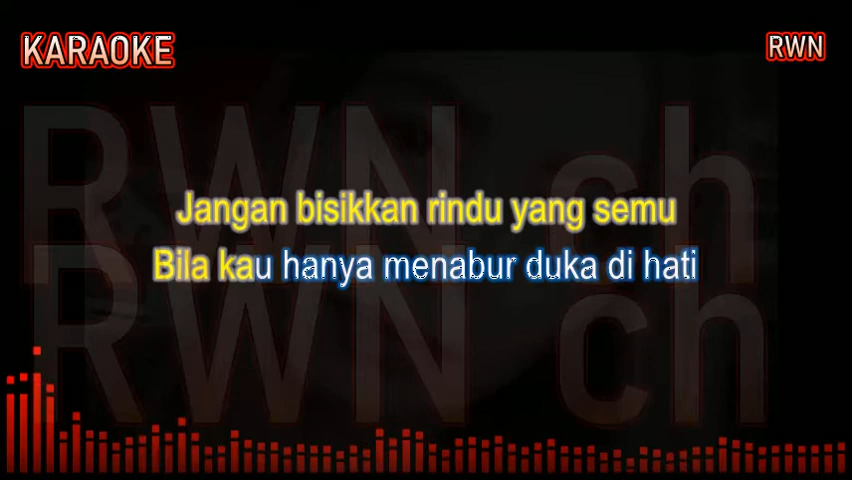 KARAOKE
RWN
RWN ch
Jangan bisikkan rindu yang semu
Bila kau hanya menabur duka di hati
RWN ch